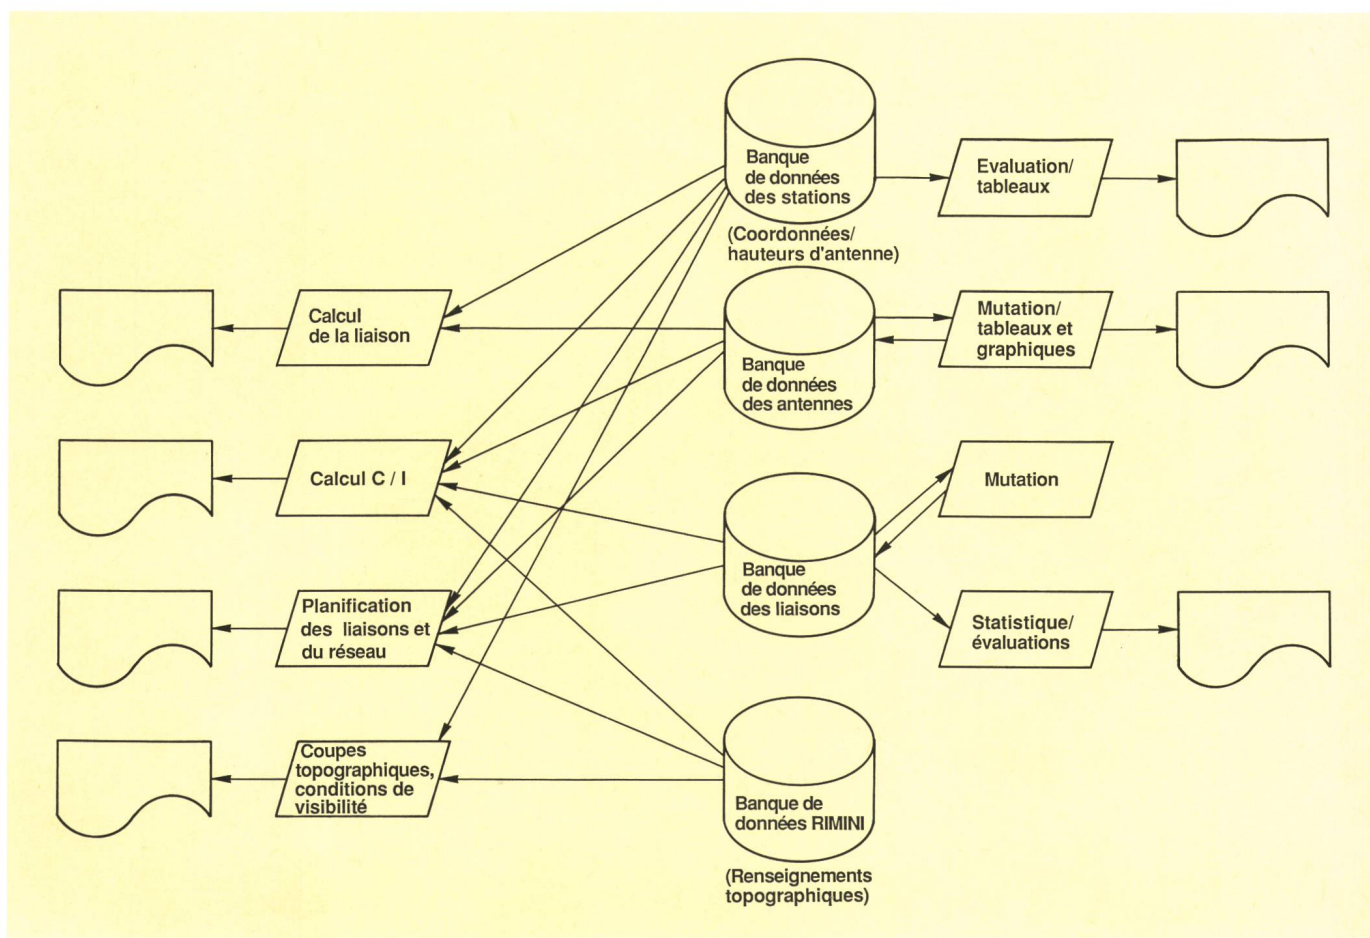 Banque
de données
des stations
(Coordonnées/
hauteurs d'antenne)
Evaluation/
tableaux
Calcul
de la liaison
Banque
de données
des antennes
Mutation/
tableaux et
graphiques
Calcul C / I
Banque
de données
des liaisons
Mutation
Planification
des liaisons et
du réseau
Statistique/
évaluations
Coupes
topographiques,
conditions de
visibilité
Banque de
données RIMINI
(Renseignements
topographiques)